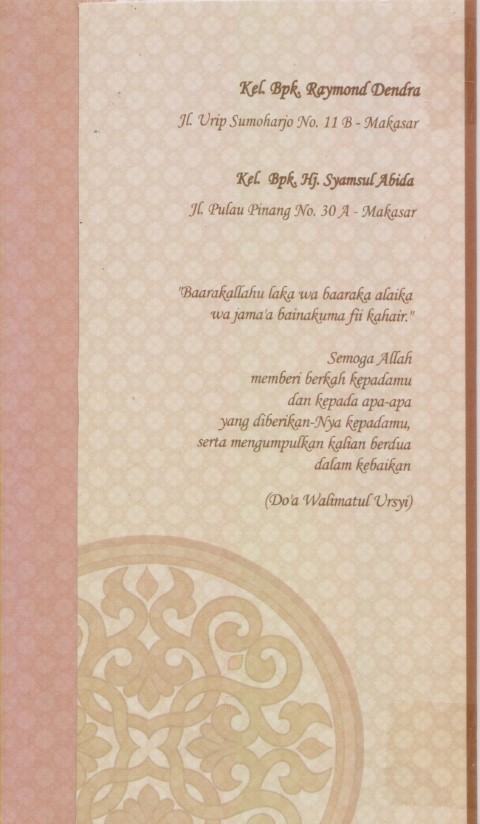 Kel. Bpk. Raymond Dendra
Jl. Urip Sumoharjo No. 11 B - Makasar
Kel. Bpk. Hj. Syamsul Abida
Jl. Pulau Pinang No. 30 A - Makasar
"Baarakallahu laka wa baaraka alaika
wa jama'a bainakuma fii kahair."
Semoga Allah
memberi berkah kepadamu
dan kepada apa-apa
yang diberikan-Nya kepadamu,
serta mengumpulkan kalian berdua
dalam kebaikan
(Do'a Walimatul Ursyi)